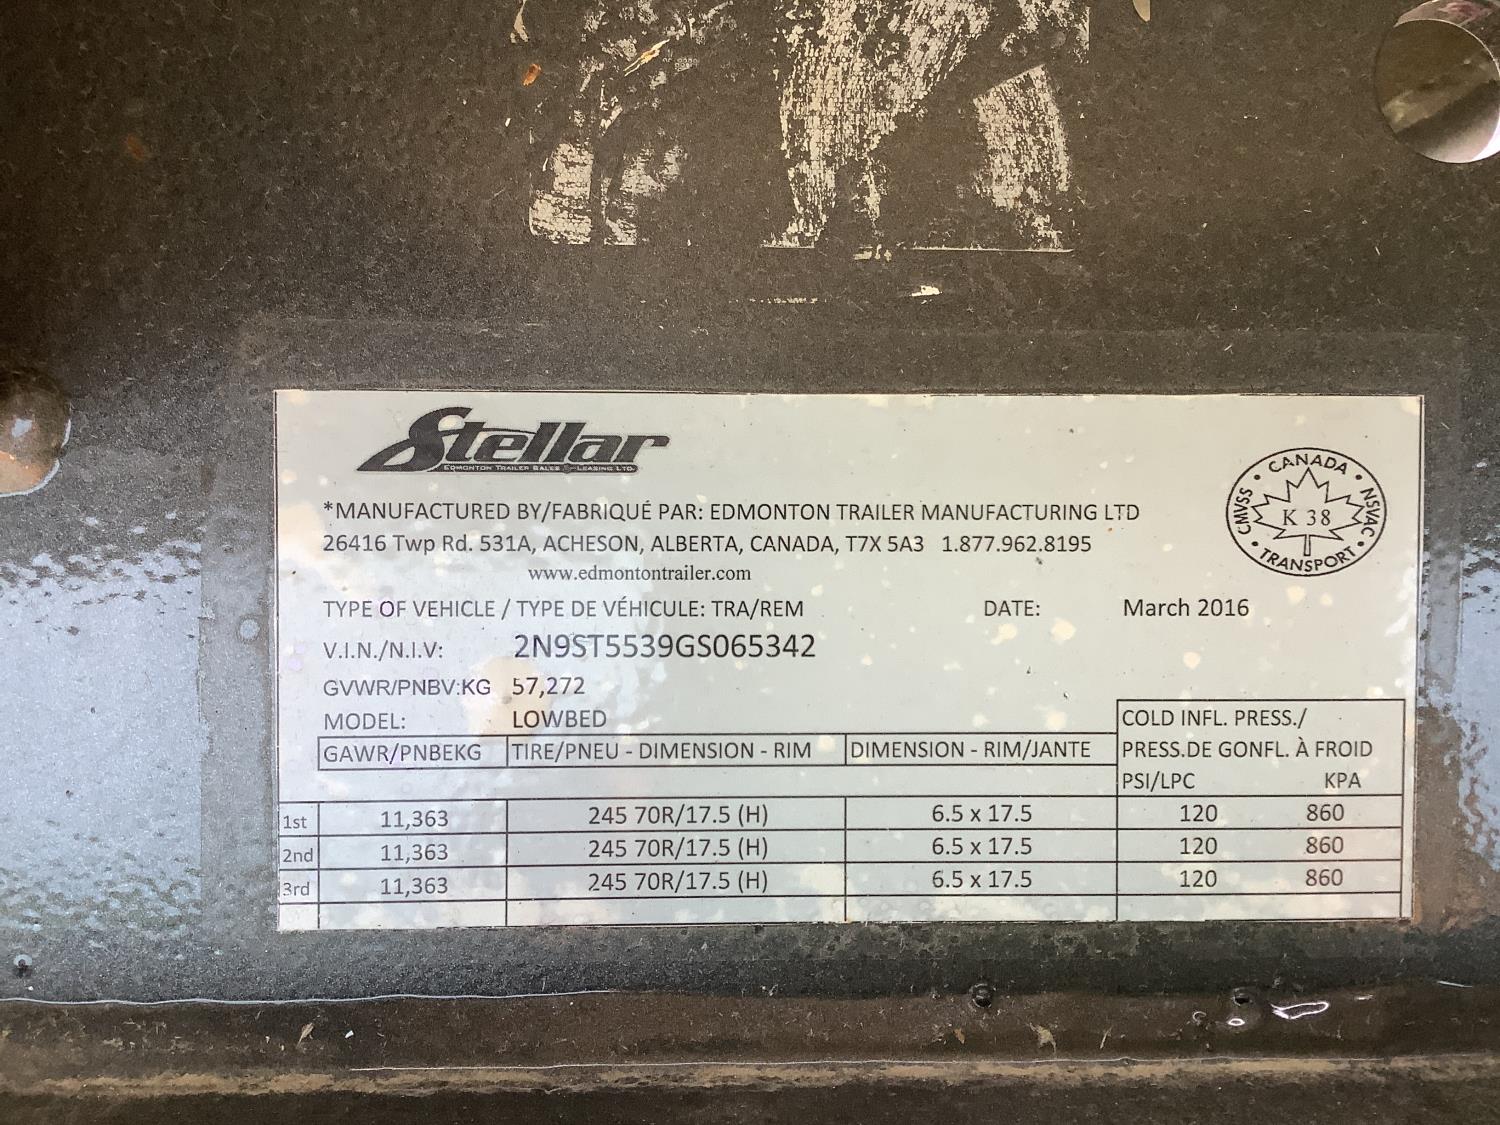 Stellar
EDMONTON TRAILER SALES & LEASING LTD.
*MANUFACTURED BY/FABRIQUÉ PAR: EDMONTON TRAILER MANUFACTURING LTD
26416 Twp Rd. 531A, ACHESON, ALBERTA, CANADA, T7X 5A3 1.877.962.8195
www.edmontontrailer.com
CANADA
CMVSS K 38 NSVAC
TRANSPORT
TYPE OF VEHICLE / TYPE DE VÉHICULE: TRA/REM DATE: March 2016
V.I.N./N.I.V: 2N9ST5539GS065342
GVWR/PNBV:KG 57,272
MODEL: LOWBED
COLD INFL. PRESS./
GAWR/PNBEKG TIRE/PNEU - DIMENSION - RIM DIMENSION - RIM/JANTE PRESS.DE GONFL. À FROID
PSI/LPC KPA
1st 11,363 245 70R/17.5 (H) 6.5 x 17.5 120 860
2nd 11,363 245 70R/17.5 (H) 6.5 x 17.5 120 860
3rd 11,363 245 70R/17.5 (H) 6.5 x 17.5 120 860